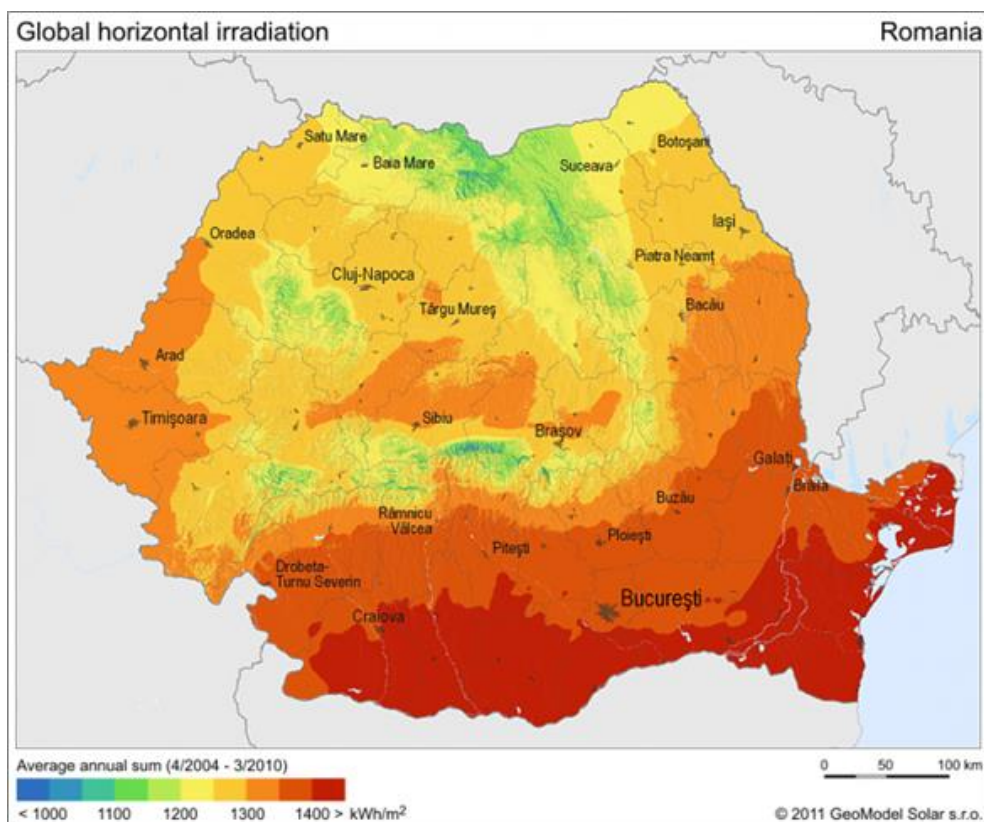 Global horizontal irradiation
Romania
Satu Mare
Botoşani
Baia Mare
Suceava
Iaşi
Oradea
Piatra Neamţ
Cluj-Napoca
Târgu Mureş
Bacău
Arad
Timişoara
Sibiu
Braşov
Galaţi
Brăila
Buzău
Râmnicu
Vâlcea
Piteşti
Ploieşti
Drobeta-
Turnu Severin
Bucureşti
Craiova
Average annual sum (4/2004 - 3/2010)
0 50 100 km
< 1000 1100 1200 1300 1400 > kWh/m²
© 2011 GeoModel Solar s.r.o.